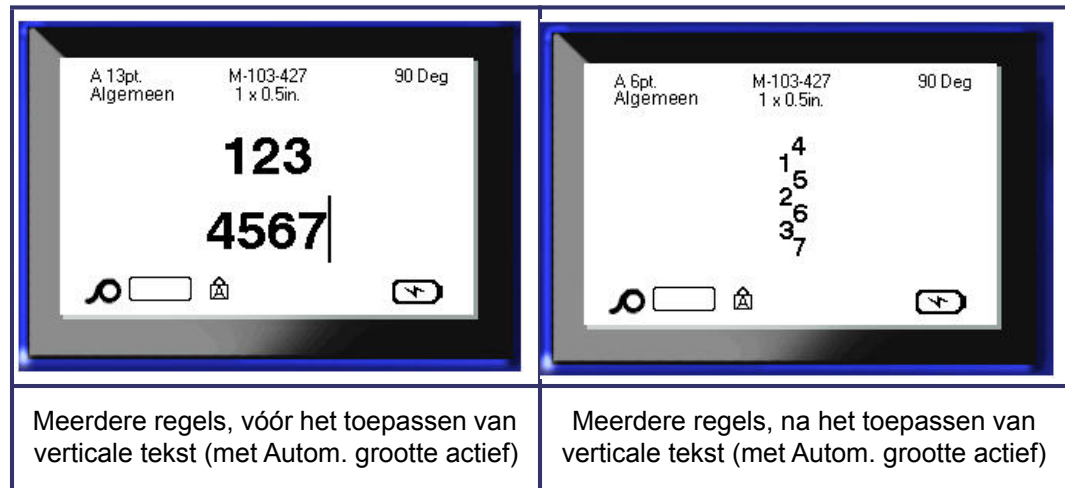 A 13pt.
Algemeen
M-103-427
1 x 0.5in.
90 Deg
123
4567
A
Meerdere regels, vóór het toepassen van
verticale tekst (met Autom. grootte actief)
A 6pt.
Algemeen
M-103-427
1 x 0.5in.
90 Deg
4
1
5
2
6
3
7
A
Meerdere regels, na het toepassen van
verticale tekst (met Autom. grootte actief)